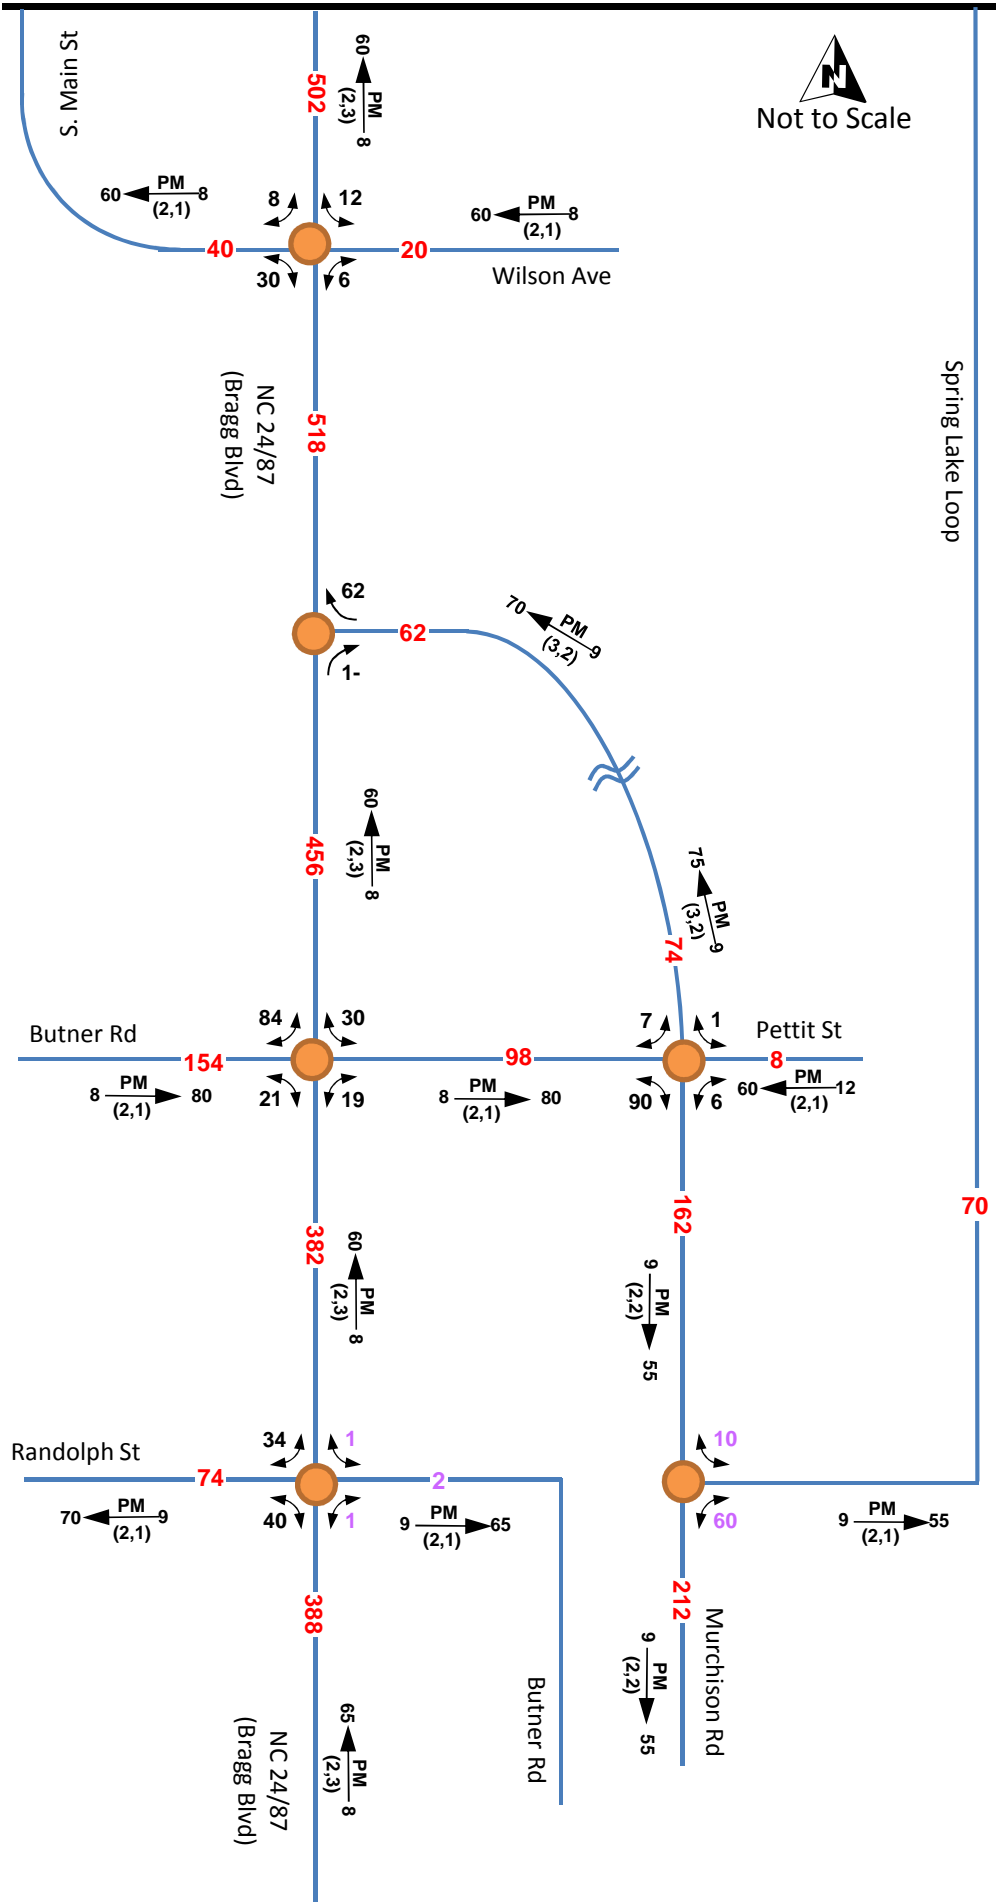 S. Main St
502
60
PM
(2,3)
8
N
Not to Scale
60
PM
8
(2,1)
8
12
60
PM
8
(2,1)
40
20
30
6
Wilson Ave
NC 24/87
(Bragg Blvd)
518
Spring Lake Loop
62
62
1-
70
PM
9
(3,2)
456
60
PM
(2,3)
8
75
PM
(3,2)
9
74
Butner Rd
84
30
7
1
Pettit St
154
98
8
8
PM
80
(2,1)
21
19
8
PM
80
(2,1)
90
6
60
PM
12
(2,1)
162
70
382
60
PM
(2,3)
8
9
PM
(2,2)
55
Randolph St
34
1
10
74
2
70
PM
9
(2,1)
40
1
9
PM
65
(2,1)
60
9
PM
55
(2,1)
388
212
Murchison Rd
9
PM
(2,2)
55
Butner Rd
NC 24/87
(Bragg Blvd)
65
PM
(2,3)
8